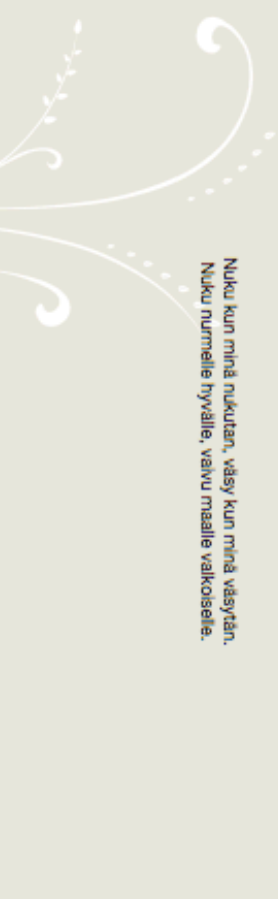 Nuku kun minä nukutan, väsy kun minä väsytän.
Nuku nurmelle hyvälle, vaivu maalle valkoiselle.